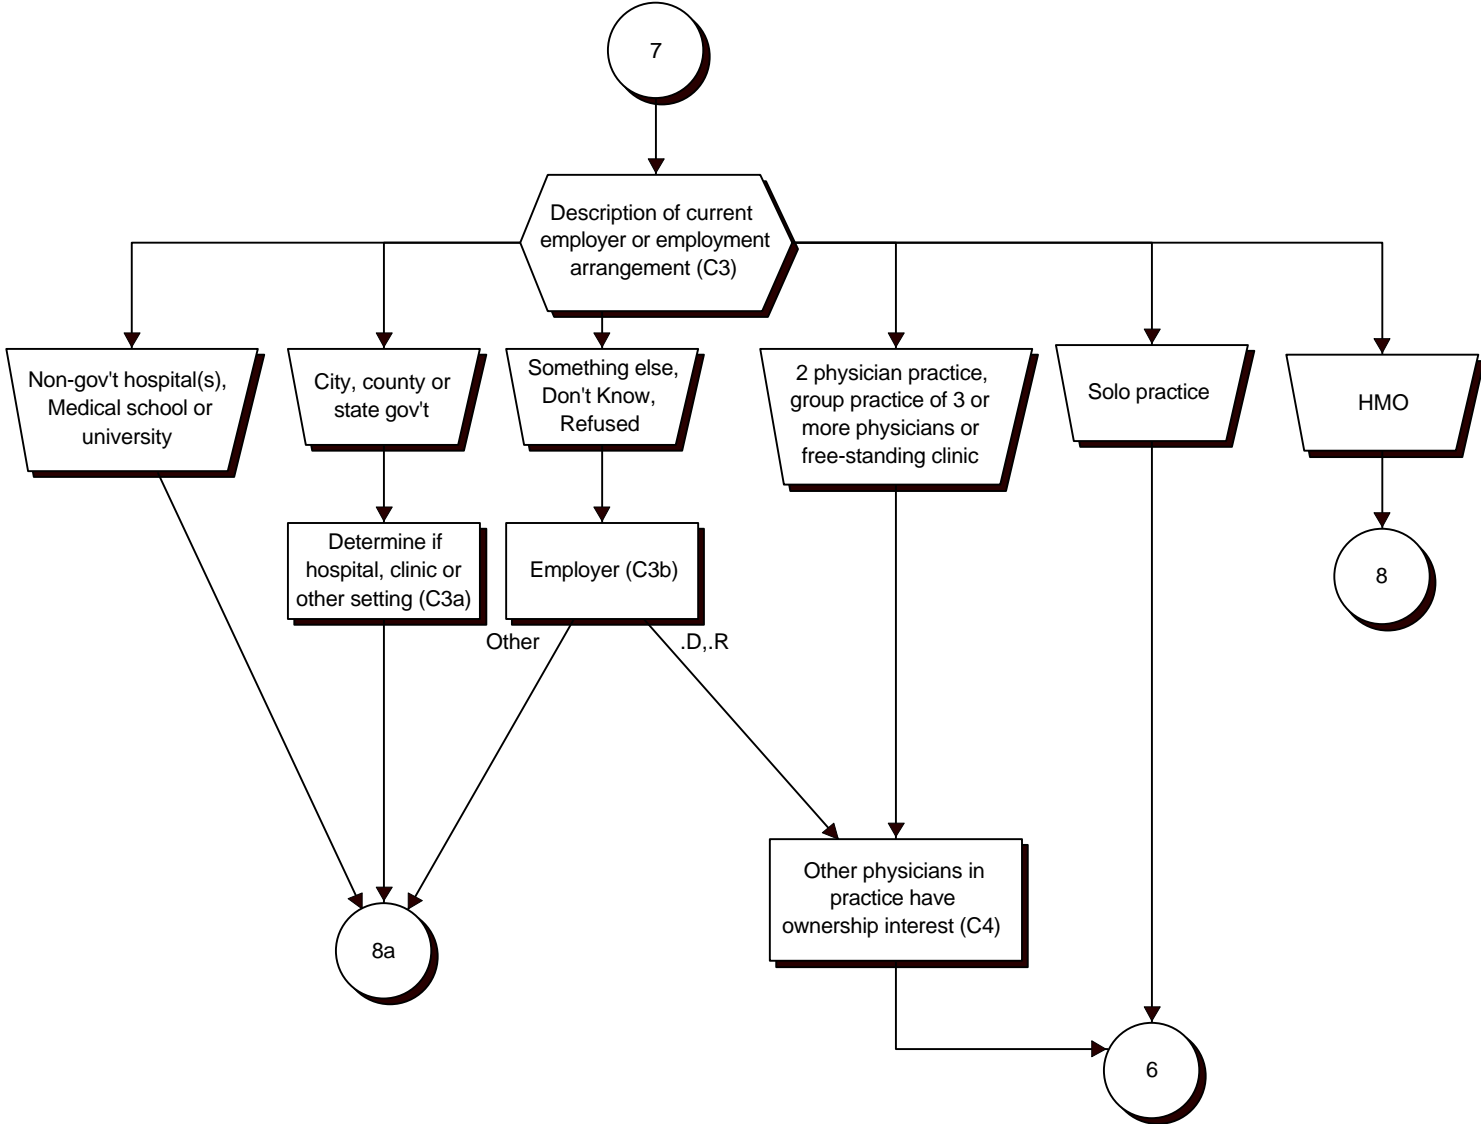 7
Description of current
employer or employment
arrangement (C3)
Non-gov't hospital(s),
Medical school or
university
City, county or
state gov't
Something else,
Don't Know,
Refused
2 physician practice,
group practice of 3 or
more physicians or
free-standing clinic
Solo practice
HMO
Determine if
hospital, clinic or
other setting (C3a)
Employer (C3b)
8
Other
.D,.R
Other physicians in
practice have
ownership interest (C4)
8a
6